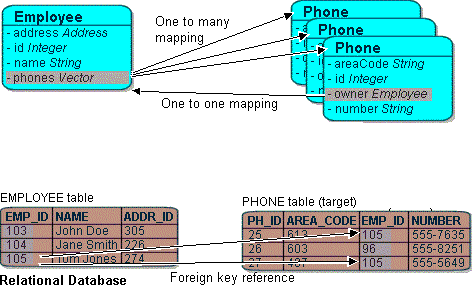 Employee
- address Address
- id Integer
- name String
- phones Vector
One to many
mapping
One to one mapping
Phone
Phone
Phone
- areaCode String
- id Integer
- owner Employee
- number String
EMPLOYEE table
EMP_ID NAME ADDR_ID
103 John Doe 305
104 Jane Smith 226
105 Tom Jones 274
Relational Database
PHONE table (target)
PH_ID AREA_CODE EMP_ID NUMBER
25 613 105 555-7635
26 603 96 555-8251
27 437 105 555-5649
Foreign key reference